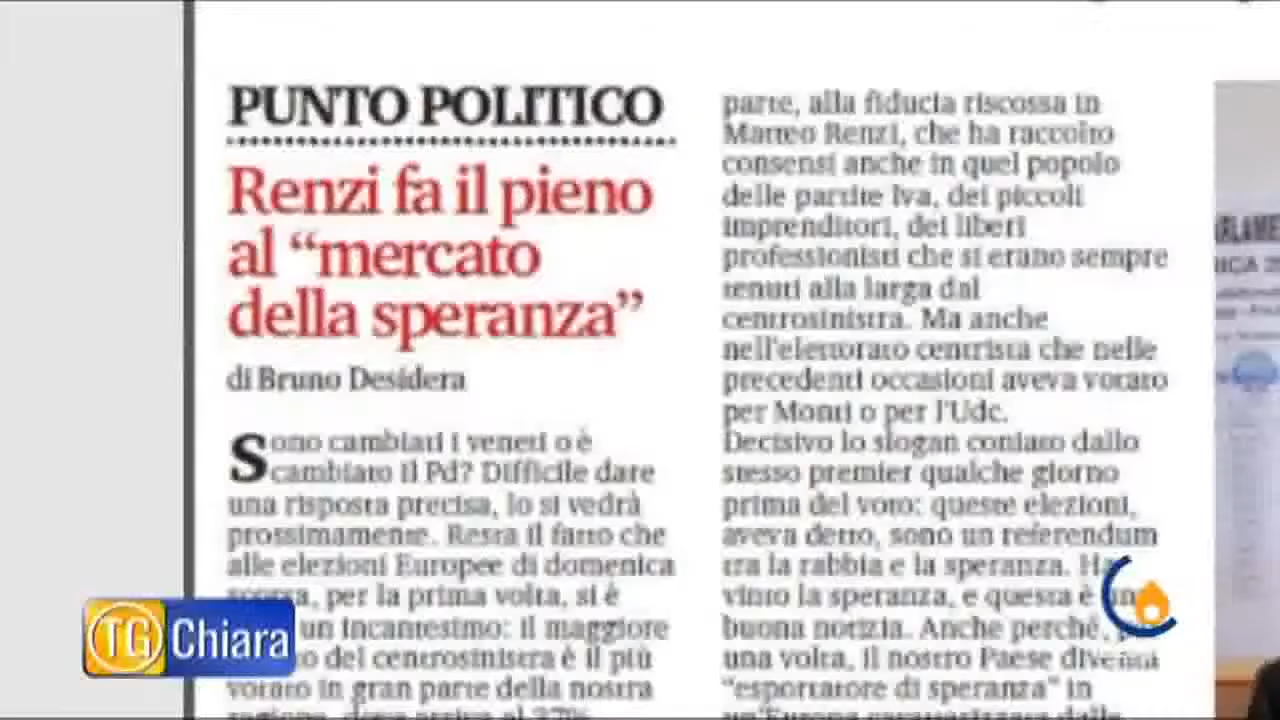 PUNTO POLITICO
Renzi fa il pieno
al “mercato
della speranza”
di Bruno Desidera
Sono cambiati i veneti o è
cambiato il Pd? Difficile dare
una risposta precisa, lo si vedrà
prossimamente. Resta il fatto che
alle elezioni Europee di domenica
scorsa, per la prima volta, si è
un incantesimo: il maggiore
del centrosinistra è il più
votato in gran parte della nostra
parte, alla fiducia riscossa in
Matteo Renzi, che ha raccolto
consensi anche in quel popolo
delle partite Iva, dei piccoli
imprenditori, dei liberi
professionisti che si erano sempre
tenuti alla larga dal
centrosinistra. Ma anche
nell'elettorato centrista che nelle
precedenti occasioni aveva votato
per Monti o per l'Udc.
Decisivo lo slogan coniato dallo
stesso premier qualche giorno
prima del voto: queste elezioni,
aveva detto, sono un referendum
tra la rabbia e la speranza. Ha
vinto la speranza, e questa è una
buona notizia. Anche perché,
una volta, il nostro Paese diventa
“esportatore di speranza” in
TG Chiara